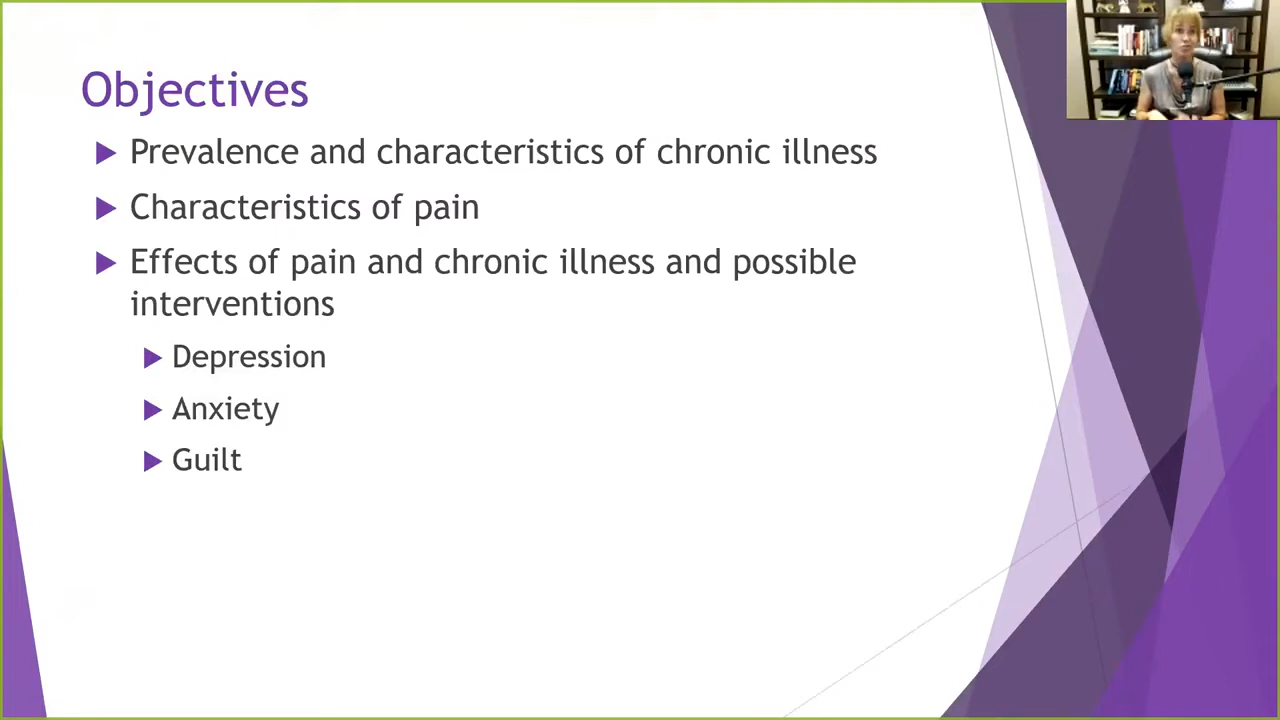 Objectives
Prevalence and characteristics of chronic illness
Characteristics of pain
Effects of pain and chronic illness and possible
interventions
Depression
Anxiety
Guilt